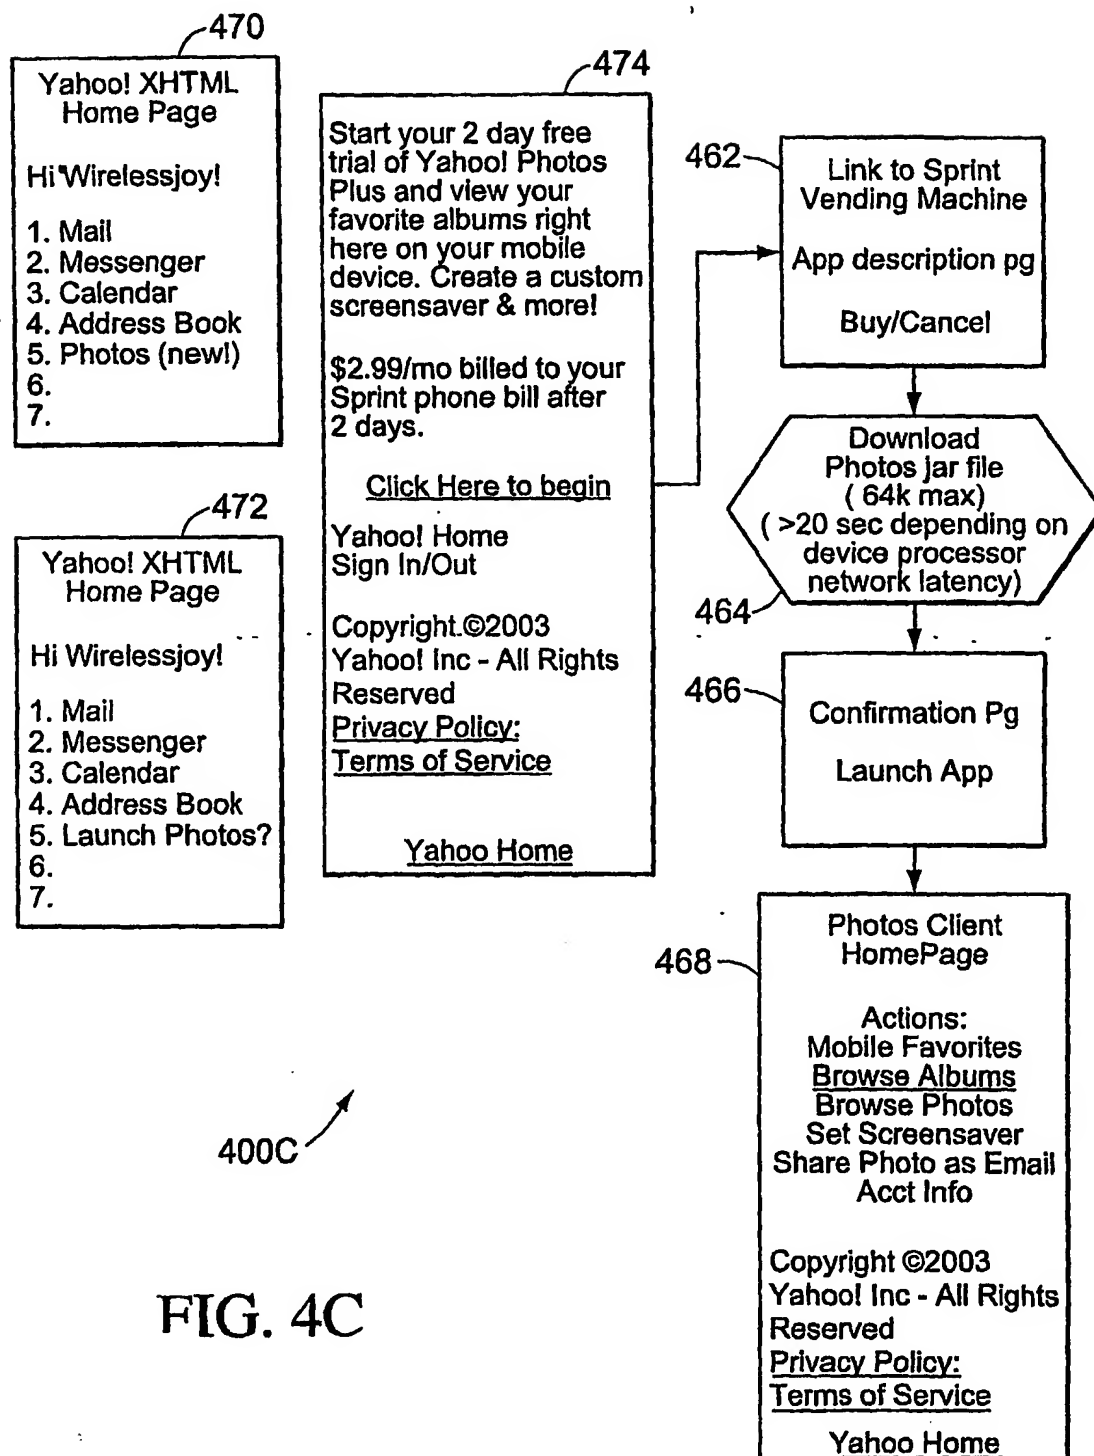 470
Yahoo! XHTML
Home Page
Hi Wirelessjoy!
1. Mail
2. Messenger
3. Calendar
4. Address Book
5. Photos (new!)
6.
7.
472
Yahoo! XHTML
Home Page
Hi Wirelessjoy!
1. Mail
2. Messenger
3. Calendar
4. Address Book
5. Launch Photos?
6.
7.
474
Start your 2 day free
trial of Yahoo! Photos
Plus and view your
favorite albums right
here on your mobile
device. Create a custom
screensaver & more!
$2.99/mo billed to your
Sprint phone bill after
2 days.
Click Here to begin
Yahoo! Home
Sign In/Out
Copyright ©2003
Yahoo! Inc - All Rights
Reserved
Privacy Policy:
Terms of Service
Yahoo Home
462
Link to Sprint
Vending Machine
App description pg
Buy/Cancel
Download
Photos jar file
( 64k max)
( >20 sec depending on
device processor
network latency)
464
466
Confirmation Pg
Launch App
468
Photos Client
HomePage
Actions:
Mobile Favorites
Browse Albums
Browse Photos
Set Screensaver
Share Photo as Email
Acct Info
Copyright ©2003
Yahoo! Inc - All Rights
Reserved
Privacy Policy:
Terms of Service
Yahoo Home
400C
FIG. 4C